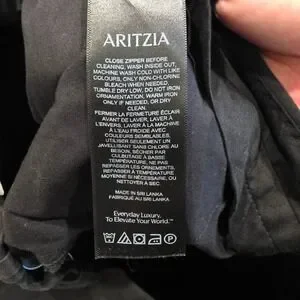 ARITZIA
CLOSE ZIPPER BEFORE
CLEANING, WASH INSIDE OUT,
MACHINE WASH COLD WITH LIKE
COLOURS, ONLY NON-CHLORINE
BLEACH WHEN NEEDED.
TUMBLE DRY LOW, DO NOT IRON
ORNAMENTATION, WARM IRON
ONLY IF NEEDED, OR DRY
CLEAN.
FERMER LA FERMETURE ÉCLAIR
AVANT LE NETTOYAGE, LAVER À
L'ENVERS, LAVER À LA MACHINE
À L'EAU FROIDE AVEC
COULEURS SEMBLABLES,
UTILISER SEULEMENT UN
JAVELLISANT SANS CHLORE AU
BESOIN, SÉCHER PAR
CULBUTAGE À BASSE
TEMPÉRATURE, NE PAS
REPASSER LES ORNEMENTS,
REPASSER À TEMPÉRATURE
MOYENNE SI NÉCESSAIRE, OU
NETTOYER À SEC.
MADE IN SRI LANKA
FABRIQUÉ AU SRI LANKA
Everyday Luxury.
To Elevate Your World.™